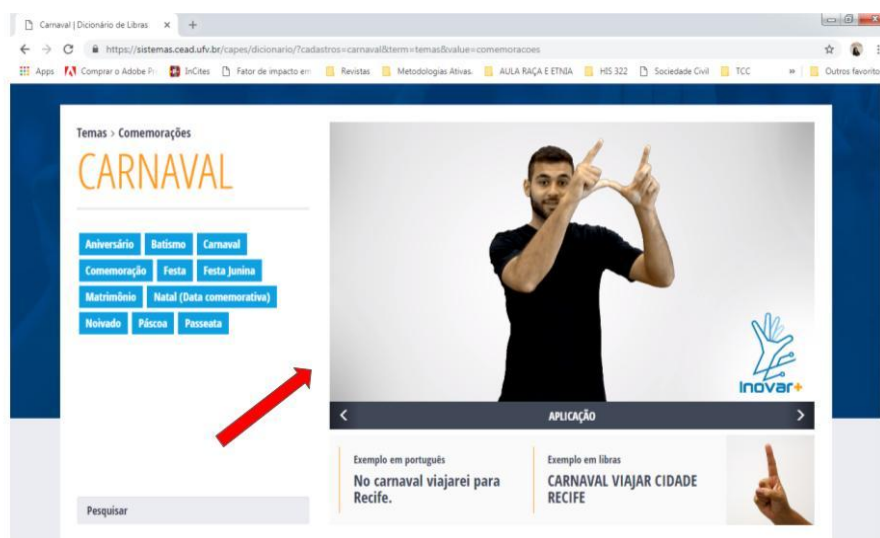 Carnaval | Dicionário de Libras
https://sistemas.cead.ufv.br/capes/dicionario/?cadastros=carnaval&term=temas&value=comemoracoes
Apps Comprar o Adobe InCites Fator de impacto em Revistas Metodologias Ativas AULA RAÇA E ETNIA HIS 322 Sociedade Civil TCC » Outros favorito
Temas > Comemorações
CARNAVAL
Aniversário Batismo Carnaval
Comemoração Festa Festa Junina
Matrimônio Natal (Data comemorativa)
Noivado Páscoa Passeata
Pesquisar
Inovar+
APLICAÇÃO
Exemplo em português
No carnaval viajarei para
Recife.
Exemplo em libras
CARNAVAL VIAJAR CIDADE
RECIFE